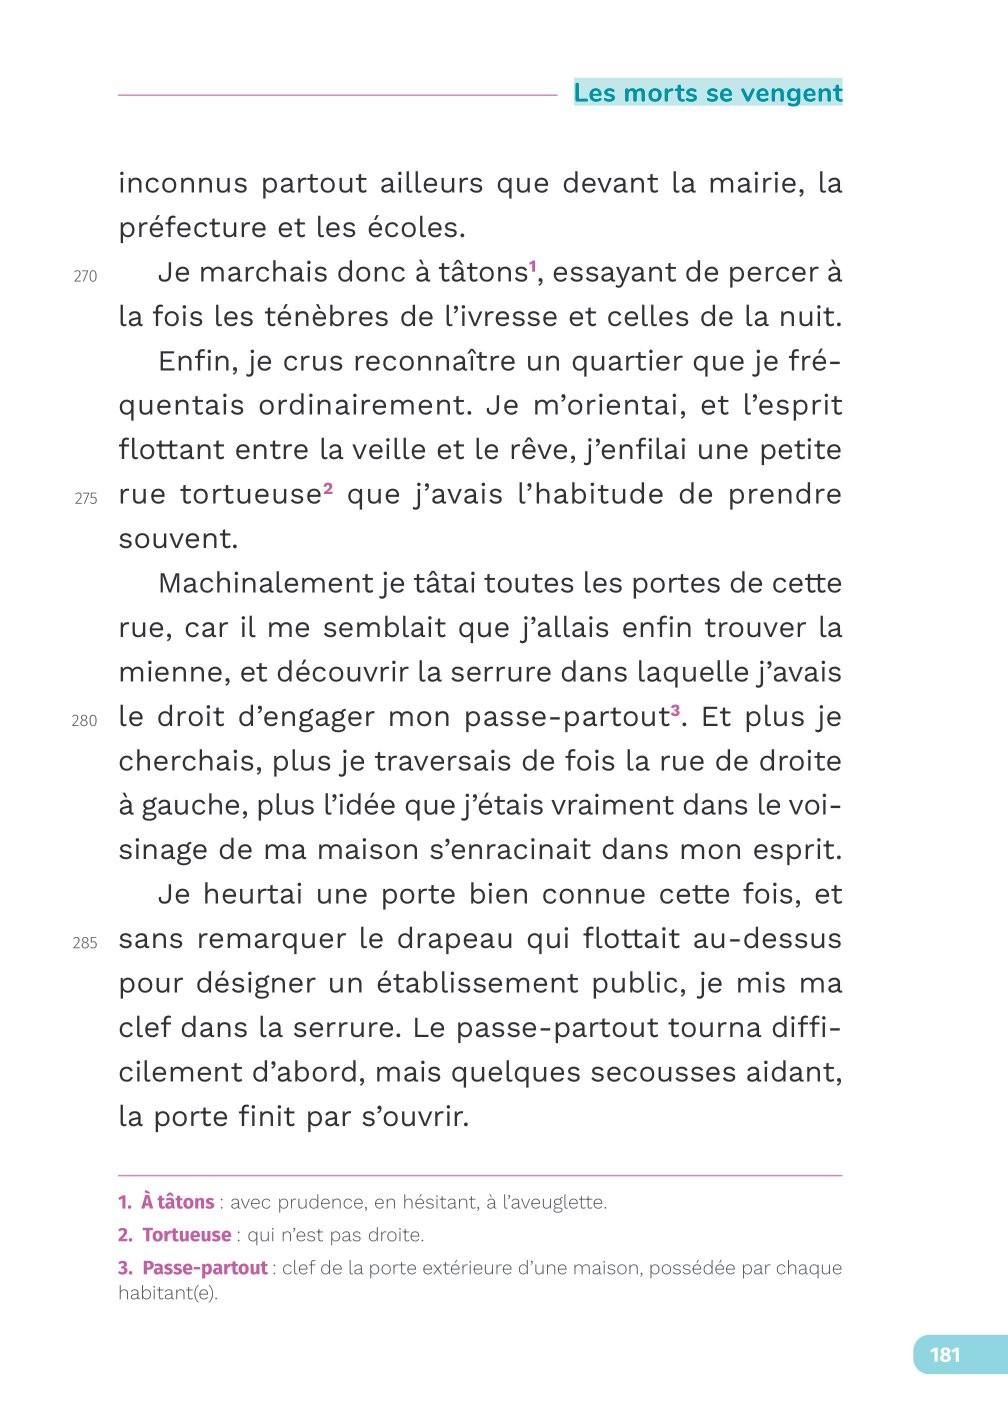 Les morts se vengent
inconnus partout ailleurs que devant la mairie, la
préfecture et les écoles.
270 Je marchais donc à tâtons1, essayant de percer à
la fois les ténèbres de l’ivresse et celles de la nuit.
Enfin, je crus reconnaître un quartier que je fré-
quentais ordinairement. Je m’orientai, et l’esprit
flottant entre la veille et le rêve, j’enfilai une petite
275 rue tortueuse2 que j’avais l’habitude de prendre
souvent.
Machinalement je tâtai toutes les portes de cette
rue, car il me semblait que j’allais enfin trouver la
mienne, et découvrir la serrure dans laquelle j’avais
280 le droit d’engager mon passe-partout3. Et plus je
cherchais, plus je traversais de fois la rue de droite
à gauche, plus l’idée que j’étais vraiment dans le voi-
sinage de ma maison s’enracinait dans mon esprit.
Je heurtai une porte bien connue cette fois, et
285 sans remarquer le drapeau qui flottait au-dessus
pour désigner un établissement public, je mis ma
clef dans la serrure. Le passe-partout tourna diffi-
cilement d’abord, mais quelques secousses aidant,
la porte finit par s’ouvrir.
1. À tâtons : avec prudence, en hésitant, à l’aveuglette.
2. Tortueuse : qui n’est pas droite.
3. Passe-partout : clef de la porte extérieure d’une maison, possédée par chaque
habitant(e).
181